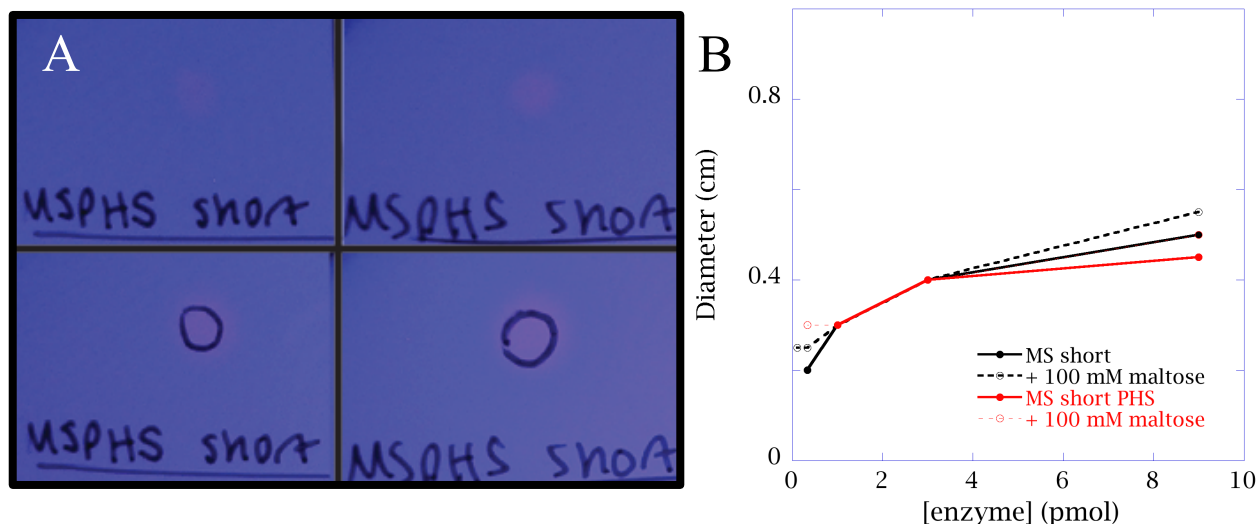 A
MSPHS short
MSPHS short
MSPHS short
MSPHS short
B
Diameter (cm)
0.8
0.4
0
0
2
4
6
8
10
[enzyme] (pmol)
MS short
+ 100 mM maltose
MS short PHS
+ 100 mM maltose